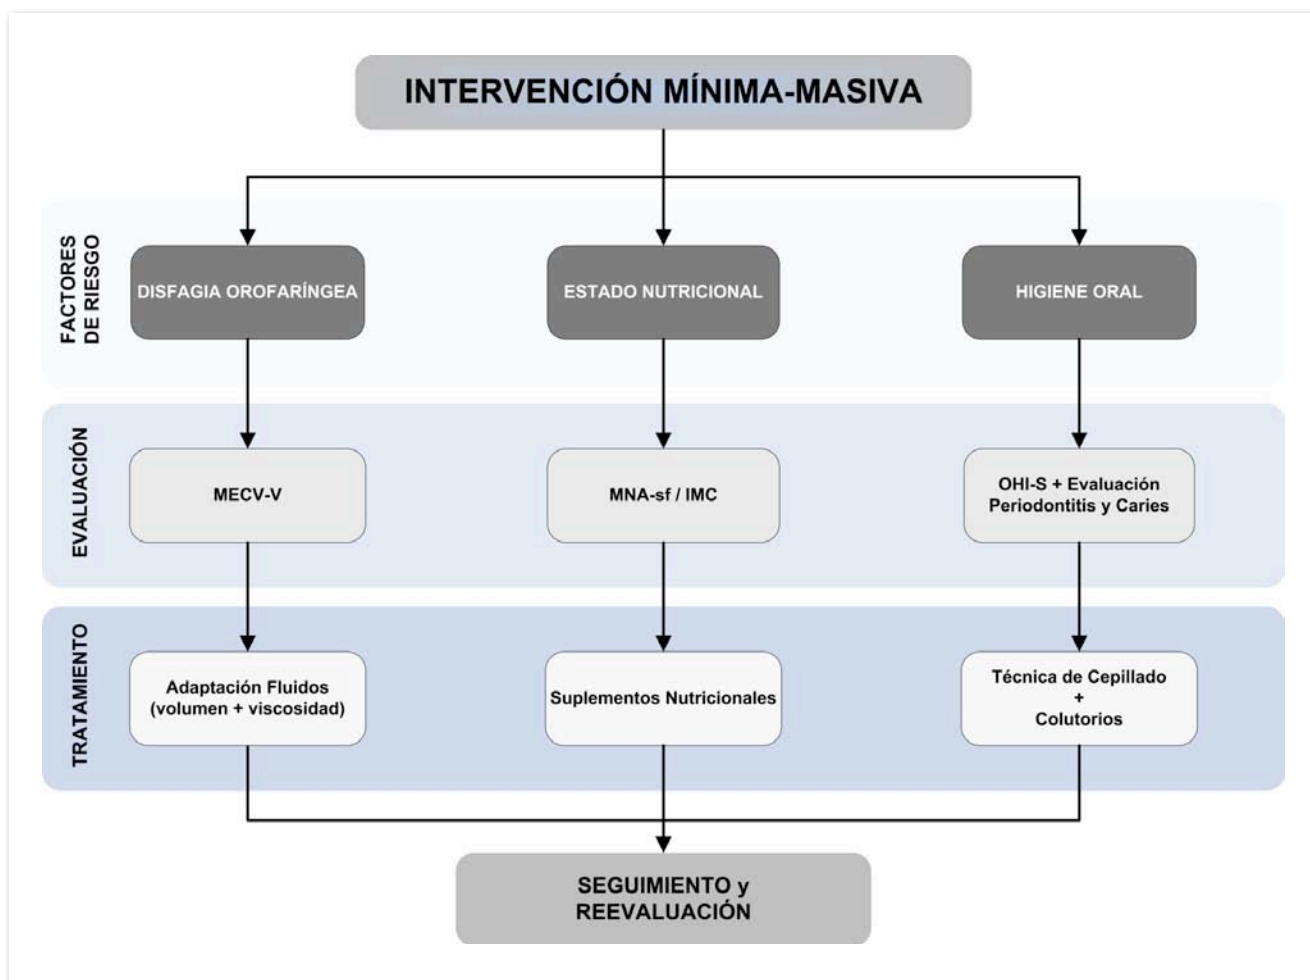 INTERVENCIÓN MÍNIMA-MASIVA
FACTORES
DE RIESGO
DISFAGIA OROFARÍNGEA
ESTADO NUTRICIONAL
HIGIENE ORAL
EVALUACIÓN
MECV-V
MNA-sf / IMC
OHI-S + Evaluación
Periodontitis y Caries
TRATAMIENTO
Adaptación Fluidos
(volumen + viscosidad)
Suplementos Nutricionales
Técnica de Cepillado
+
Colutorios
SEGUIMIENTO y
REEVALUACIÓN